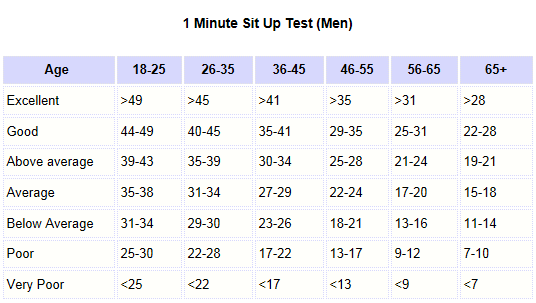 1 Minute Sit Up Test (Men)
Age 18-25 26-35 36-45 46-55 56-65 65+
Excellent >49 >45 >41 >35 >31 >28
Good 44-49 40-45 35-41 29-35 25-31 22-28
Above average 39-43 35-39 30-34 25-28 21-24 19-21
Average 35-38 31-34 27-29 22-24 17-20 15-18
Below Average 31-34 29-30 23-26 18-21 13-16 11-14
Poor 25-30 22-28 17-22 13-17 9-12 7-10
Very Poor <25 <22 <17 <13 <9 <7